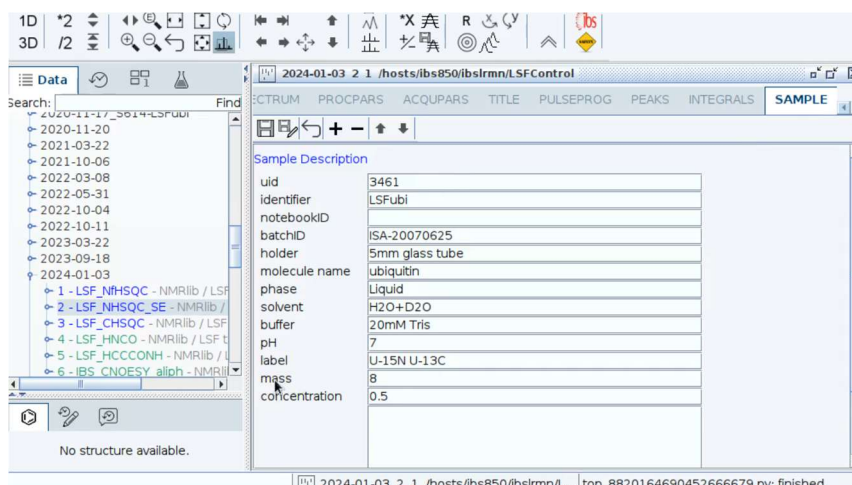 1D *2
3D /2
*X R
ibs
2024-01-03 2 1 /hosts/ibs850/ibslrmn/LSFControl
Data
ECTRUM PROCPARS ACQUPARS TITLE PULSEPROG PEAKS INTEGRALS SAMPLE
Search: Find
2020-11-17_S614-LSFubi
2020-11-20
2021-03-22
2021-10-06
2022-03-08
2022-05-31
2022-10-04
2022-10-11
2023-03-22
2023-09-18
2024-01-03
1 - LSF_NfHSQC - NMRlib / LSF
2 - LSF_NHSQC_SE - NMRlib /
3 - LSF_CHSQC - NMRlib / LSF
4 - LSF_HNCO - NMRlib / LSF t
5 - LSF_HCCCONH - NMRlib / L
6 - IBS_CNOESY_aliph - NMRlib
Sample Description
uid 3461
identifier LSFubi
notebookID
batchID ISA-20070625
holder 5mm glass tube
molecule name ubiquitin
phase Liquid
solvent H2O+D2O
buffer 20mM Tris
pH 7
label U-15N U-13C
mass 8
concentration 0.5
No structure available.
2024-01-03 2 1 /hosts/ibs850/ibslrmn/L top_8820164690452666679.py: finished